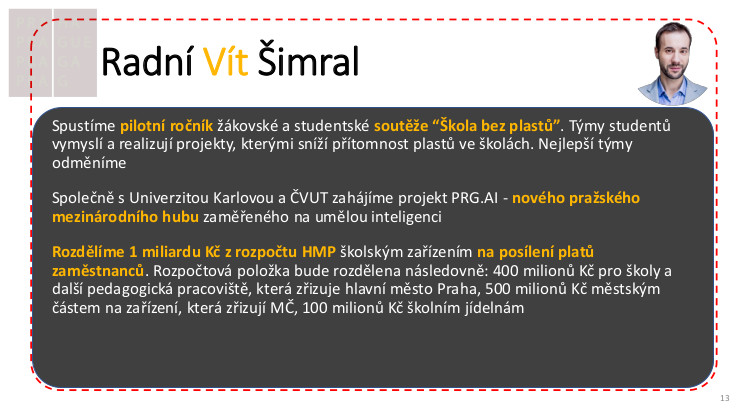 Radní Vít Šimral
Spustíme pilotní ročník žákovské a studentské soutěže “Škola bez plastů”. Týmy studentů
vymyslí a realizují projekty, kterými sníží přítomnost plastů ve školách. Nejlepší týmy
odměníme
Společně s Univerzitou Karlovou a ČVUT zahájíme projekt PRG.AI - nového pražského
mezinárodního hubu zaměřeného na umělou inteligenci
Rozdělíme 1 miliardu Kč z rozpočtu HMP školským zařízením na posílení platů
zaměstnanců. Rozpočtová položka bude rozdělena následovně: 400 milionů Kč pro školy a
další pedagogická pracoviště, která zřizuje hlavní město Praha, 500 milionů Kč městským
částem na zařízení, která zřizují MČ, 100 milionů Kč školním jídelnám
13